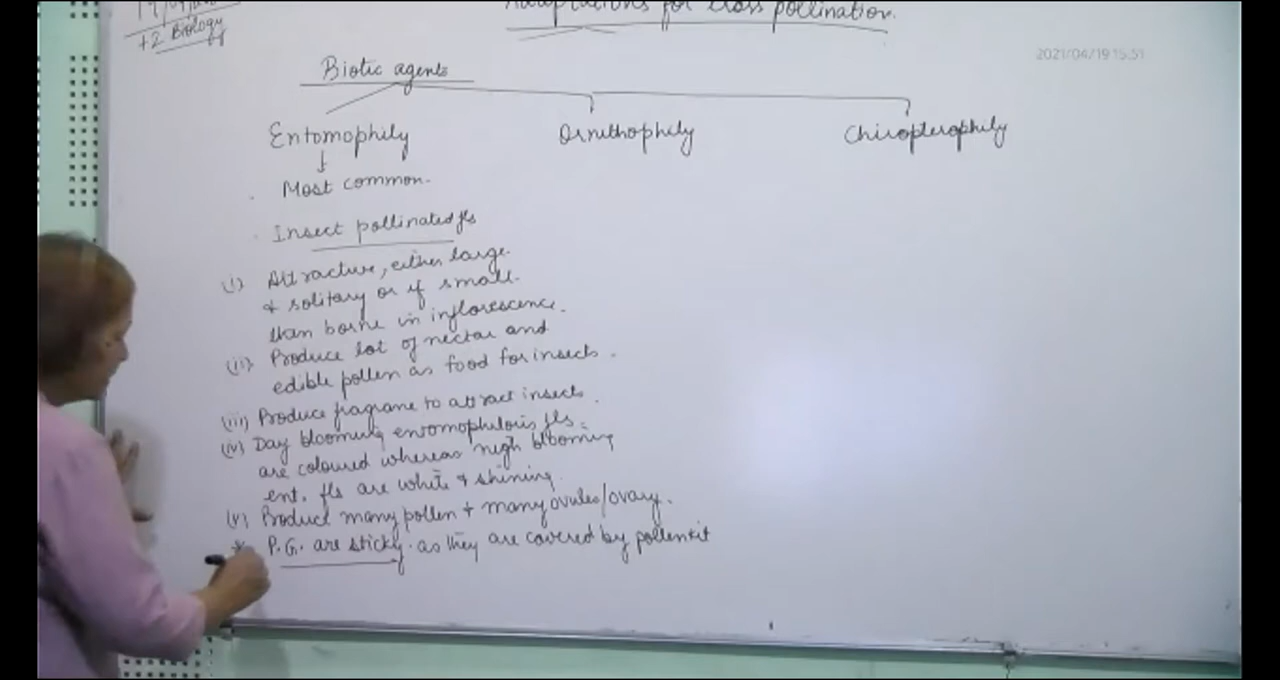 Adaptations for cross pollination.
+2 Biology
2021/04/19 15:51
Biotic agents
Entomophily Ornithophily Chiropterophily
Most common.
Insect pollinated fls
(i) Attractive, either large
& solitary or if small
than borne in inflorescence.
(ii) Produce lot of nectar and
edible pollen as food for insects.
(iii) Produce fragrane to attract insects.
(iv) Day blooming entomophilous fls.
are coloured whereas nigh blooming
ent. fls are white & shining.
(v) Produce many pollen + many ovules/ovary.
* P.G. are sticky. as they are covered by pollenkit